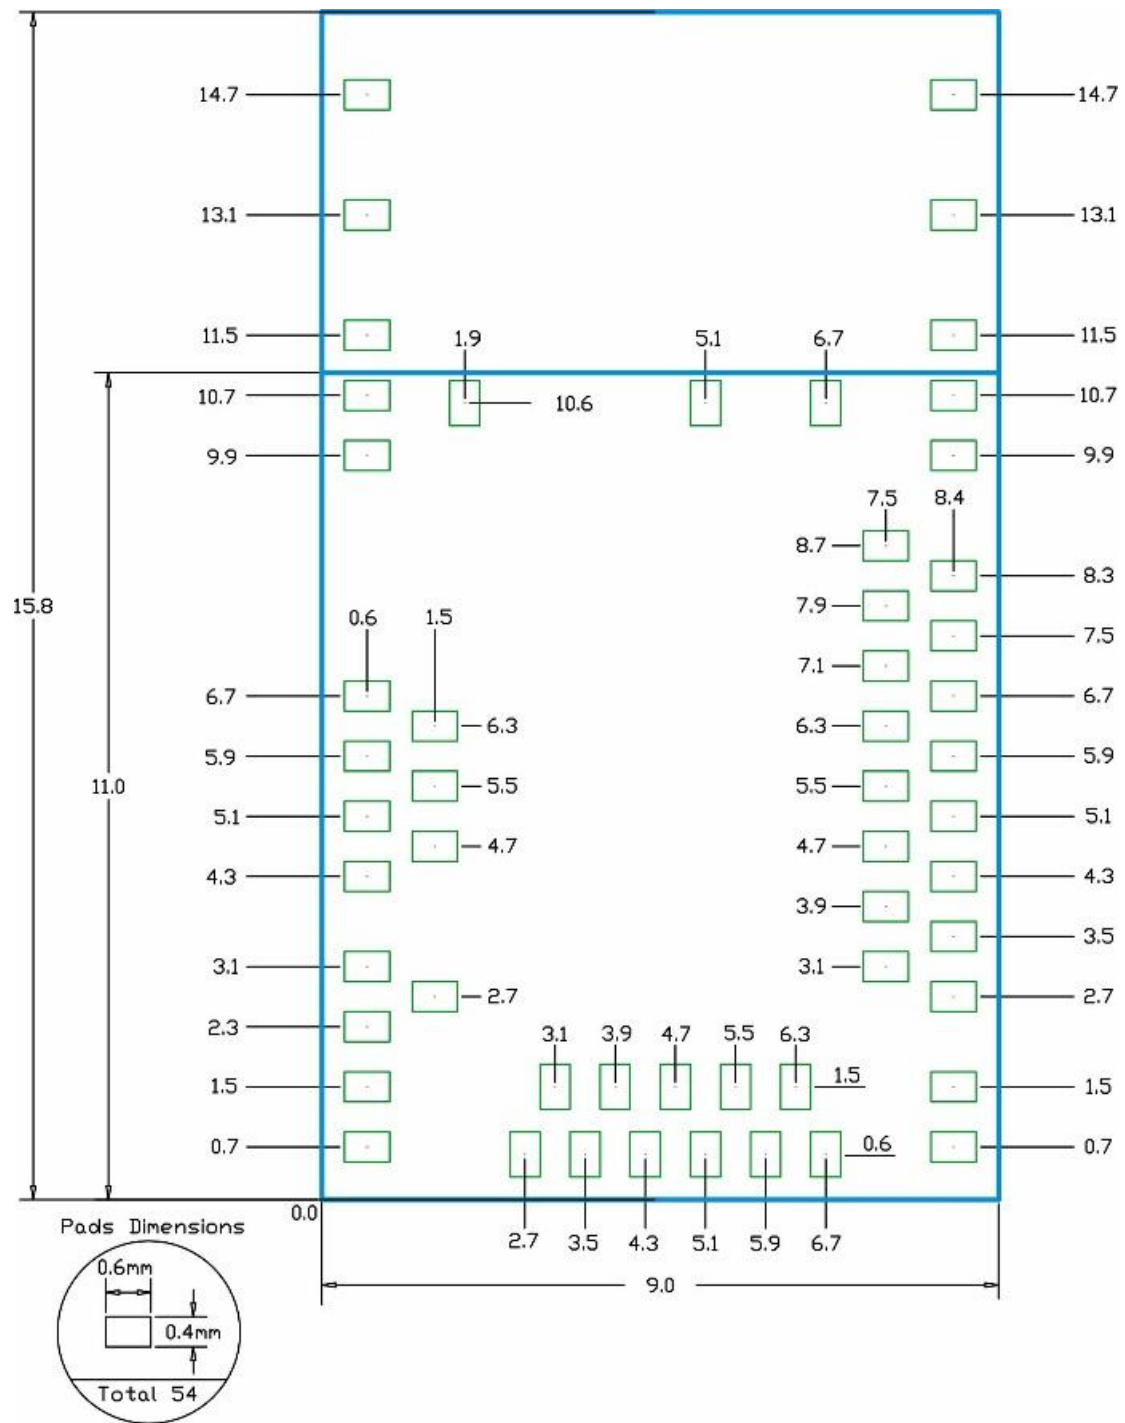 14.7 14.7
13.1 13.1
11.5 1.9 5.1 6.7 11.5
10.7 10.6 10.7
9.9 9.9
7.5 8.4
8.7
8.3
15.8 7.9
0.6 1.5 7.5
7.1
6.7 6.7
6.3 6.3
5.9 5.9
11.0 5.5 5.5
5.1 5.1
4.7 4.7
4.3 4.3
3.9
3.5
3.1 3.1
2.7 2.7
2.3
3.1 3.9 4.7 5.5 6.3
1.5 1.5 1.5
0.7 0.6 0.7
0.0
Pads Dimensions
2.7 3.5 4.3 5.1 5.9 6.7
0.6mm
9.0
0.4mm
Total 54